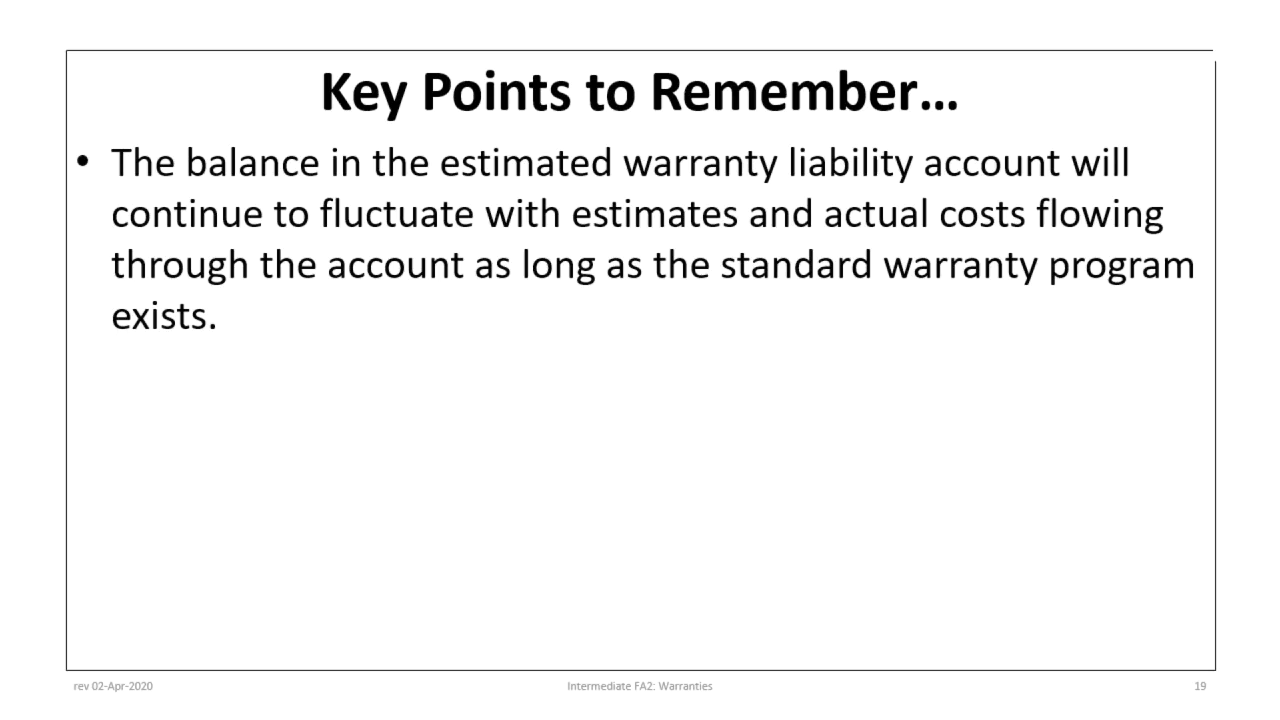 Key Points to Remember…
• The balance in the estimated warranty liability account will
continue to fluctuate with estimates and actual costs flowing
through the account as long as the standard warranty program
exists.
rev 02-Apr-2020
Intermediate FA2: Warranties
19